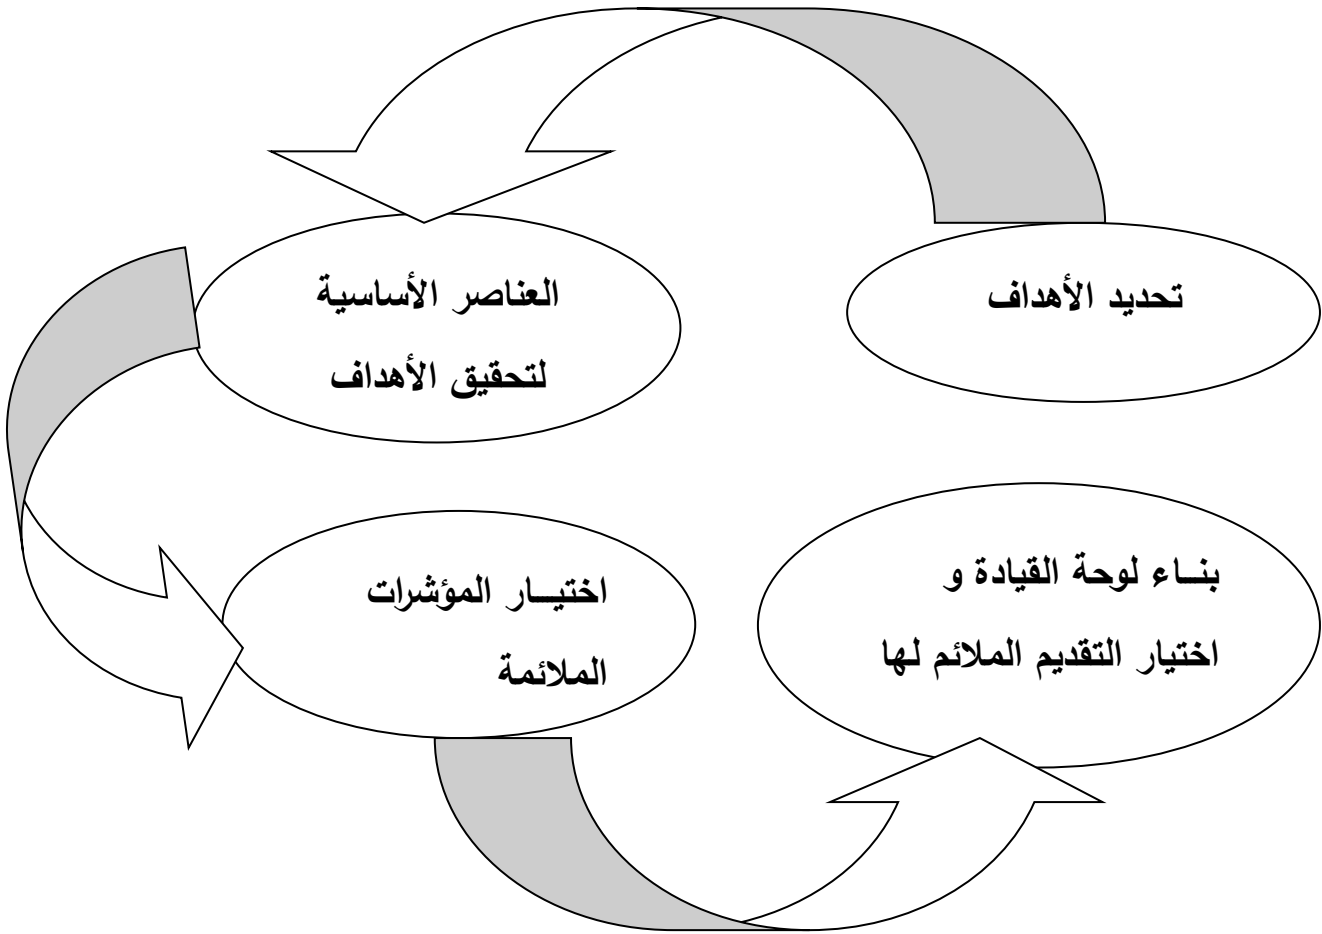 تحديد الأهداف
العناصر الأساسية
لتحقيق الأهداف
اختيـــار المؤشرات
الملائمة
بنــاء لوحة القيادة و
اختيار التقديم الملائم لها